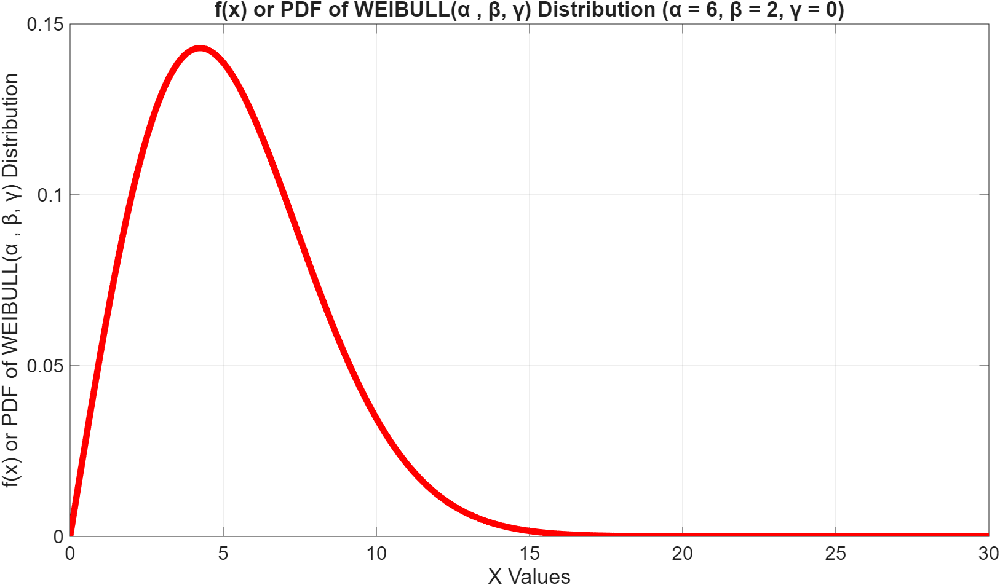 f(x) or PDF of WEIBULL(α , β, γ) Distribution (α = 6, β = 2, γ = 0)
f(x) or PDF of WEIBULL(α , β, γ) Distribution
0.15
0.1
0.05
0
0 5 10 15 20 25 30
X Values